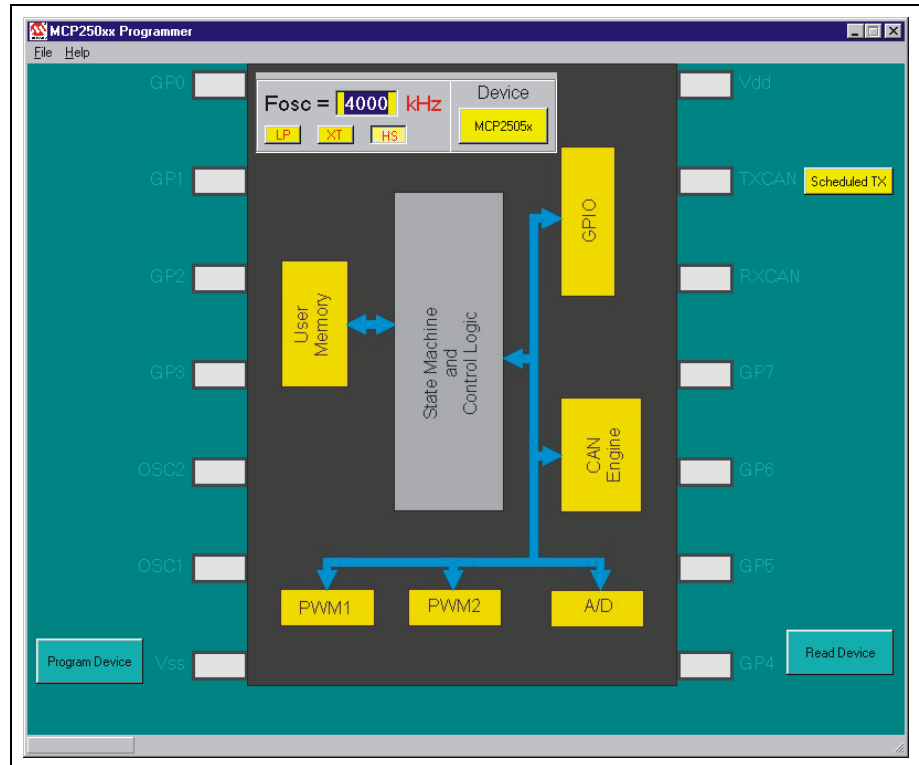 MCP250xx Programmer
File Help
Fosc = 4000 kHz
LP XT HS
Device
MCP2505x
GP0
GP1
GP2
GP3
OSC2
OSC1
Vss
Program Device
User
Memory
State Machine
and
Control Logic
GPIO
CAN
Engine
PWM1
PWM2
A/D
Vdd
TXCAN
Scheduled TX
RXCAN
GP7
GP6
GP5
GP4
Read Device